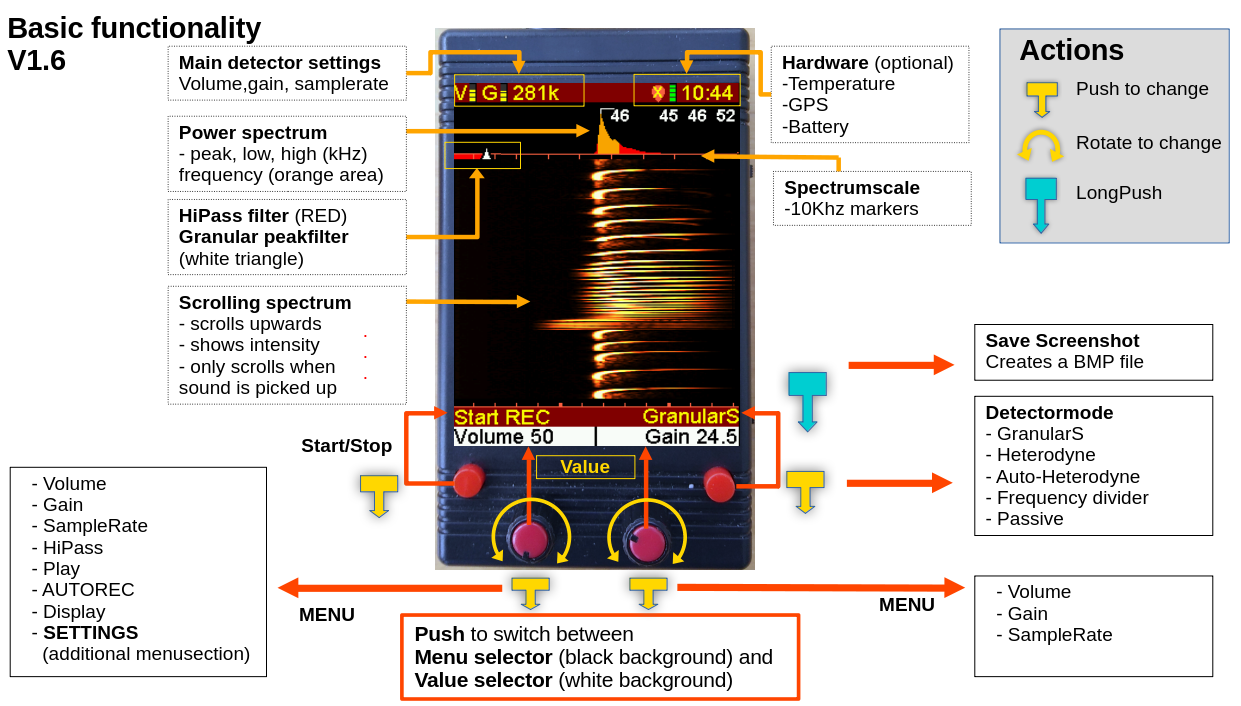 Basic functionality
V1.6
Main detector settings
Volume,gain, samplerate
Power spectrum
- peak, low, high (kHz)
frequency (orange area)
HiPass filter (RED)
Granular peakfilter
(white triangle)
Scrolling spectrum
- scrolls upwards
- shows intensity
- only scrolls when
sound is picked up
V G 281k
10:44
46 45 46 52
Start REC GranularS
Volume 50 Gain 24.5
Value
Hardware (optional)
-Temperature
-GPS
-Battery
Spectrumscale
-10Khz markers
Actions
Push to change
Rotate to change
LongPush
Save Screenshot
Creates a BMP file
Detectormode
- GranularS
- Heterodyne
- Auto-Heterodyne
- Frequency divider
- Passive
Start/Stop
- Volume
- Gain
- SampleRate
- HiPass
- Play
- AUTOREC
- Display
- SETTINGS
(additional menusection)
MENU
MENU
- Volume
- Gain
- SampleRate
Push to switch between
Menu selector (black background) and
Value selector (white background)